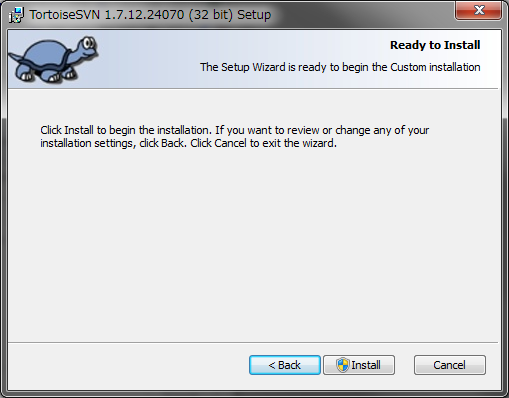 TortoiseSVN 1.7.12.24070 (32 bit) Setup
Ready to Install
The Setup Wizard is ready to begin the Custom installation
Click Install to begin the installation. If you want to review or change any of your
installation settings, click Back. Click Cancel to exit the wizard.
< Back
Install
Cancel